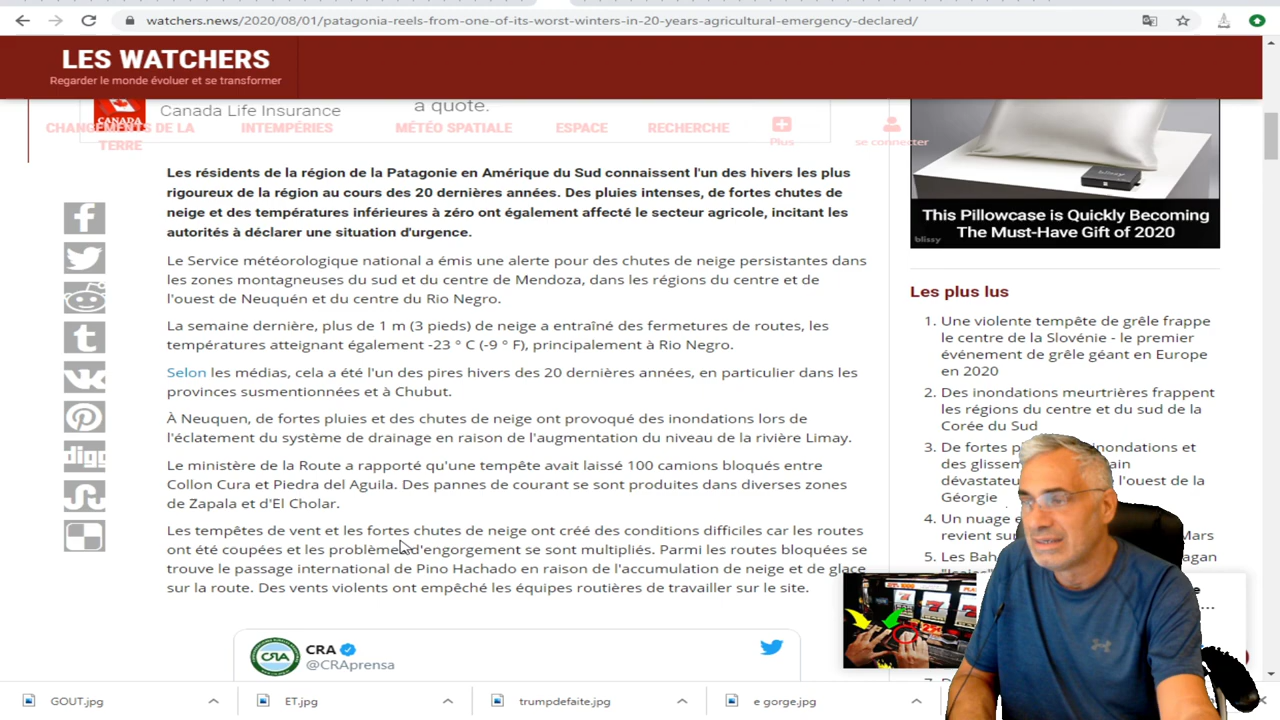 watchers.news/2020/08/01/patagonia-reels-from-one-of-its-worst-winters-in-20-years-agricultural-emergency-declared/
LES WATCHERS
Regarder le monde évoluer et se transformer
CANADA
Canada Life Insurance
a quote.
CHANGEMENTS DE LA
TERRE
INTEMPÉRIES
MÉTÉO SPATIALE
ESPACE
RECHERCHE
Plus
se connecter
Les résidents de la région de la Patagonie en Amérique du Sud connaissent l'un des hivers les plus
rigoureux de la région au cours des 20 dernières années. Des pluies intenses, de fortes chutes de
neige et des températures inférieures à zéro ont également affecté le secteur agricole, incitant les
autorités à déclarer une situation d'urgence.
Le Service météorologique national a émis une alerte pour des chutes de neige persistantes dans
les zones montagneuses du sud et du centre de Mendoza, dans les régions du centre et de
l'ouest de Neuquén et du centre du Rio Negro.
La semaine dernière, plus de 1 m (3 pieds) de neige a entraîné des fermetures de routes, les
températures atteignant également -23 ° C (-9 ° F), principalement à Rio Negro.
Selon les médias, cela a été l'un des pires hivers des 20 dernières années, en particulier dans les
provinces susmentionnées et à Chubut.
À Neuquen, de fortes pluies et des chutes de neige ont provoqué des inondations lors de
l'éclatement du système de drainage en raison de l'augmentation du niveau de la rivière Limay.
Le ministère de la Route a rapporté qu'une tempête avait laissé 100 camions bloqués entre
Collon Cura et Piedra del Aguila. Des pannes de courant se sont produites dans diverses zones
de Zapala et d'El Cholar.
Les tempêtes de vent et les fortes chutes de neige ont créé des conditions difficiles car les routes
ont été coupées et les problèmes d'engorgement se sont multipliés. Parmi les routes bloquées se
trouve le passage international de Pino Hachado en raison de l'accumulation de neige et de glace
sur la route. Des vents violents ont empêché les équipes routières de travailler sur le site.
CRA
@CRAprensa
digg
This Pillowcase is Quickly Becoming
The Must-Have Gift of 2020
blissy
Les plus lus
1. Une violente tempête de grêle frappe
le centre de la Slovénie - le premier
événement de grêle géant en Europe
en 2020
2. Des inondations meurtrières frappent
les régions du centre et du sud de la
Corée du Sud
3. De fortes inondations et
des
dévastateur l'ouest de la
Géorgie
4. Un nuage
Mars
5. Les
GOUT.jpg
ET.jpg
trumpdefaite.jpg
e gorge.jpg